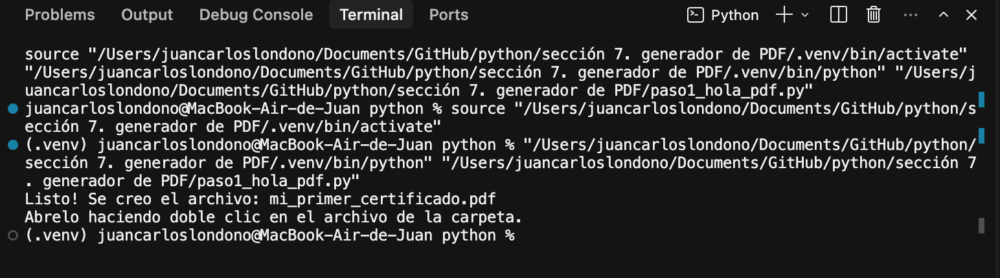 Problems Output Debug Console Terminal Ports Python
source "/Users/juancarloslondono/Documents/GitHub/python/sección 7. generador de PDF/.venv/bin/activate"
"/Users/juancarloslondono/Documents/GitHub/python/sección 7. generador de PDF/.venv/bin/python" "/Users/j
uancarloslondono/Documents/GitHub/python/sección 7. generador de PDF/paso1_hola_pdf.py"
juancarloslondono@MacBook-Air-de-Juan python % source "/Users/juancarloslondono/Documents/GitHub/python/s
ección 7. generador de PDF/.venv/bin/activate"
(.venv) juancarloslondono@MacBook-Air-de-Juan python % "/Users/juancarloslondono/Documents/GitHub/python/
sección 7. generador de PDF/.venv/bin/python" "/Users/juancarloslondono/Documents/GitHub/python/sección 7
. generador de PDF/paso1_hola_pdf.py"
Listo! Se creo el archivo: mi_primer_certificado.pdf
Abrelo haciendo doble clic en el archivo de la carpeta.
(.venv) juancarloslondono@MacBook-Air-de-Juan python %